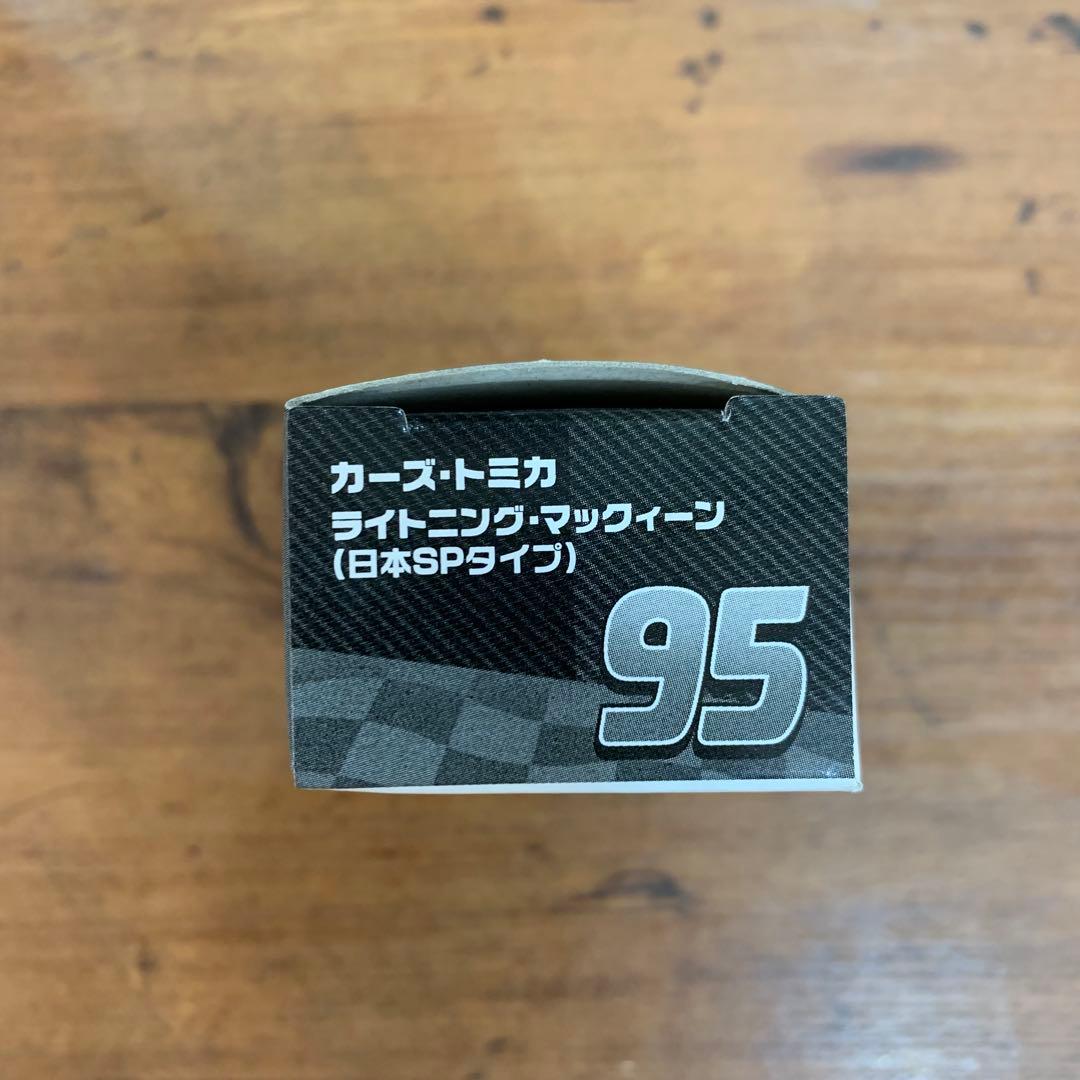 カーズ・トミカ
ライトニング・マックィーン
(日本SPタイプ)
95